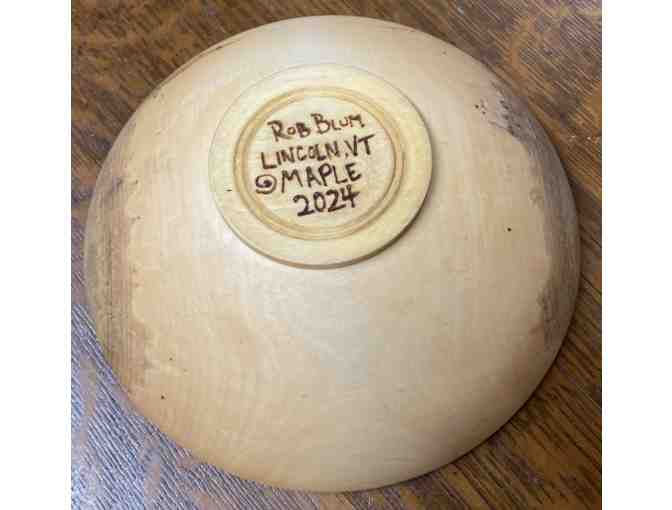 ROB BLUM
LINCOLN, VT
MAPLE
2024